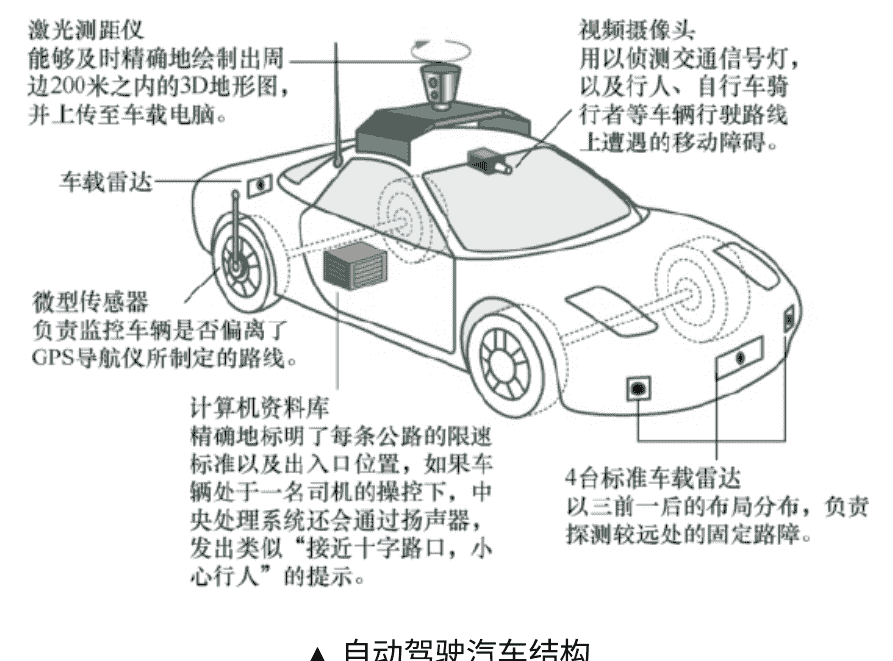 激光测距仪
能够及时精确地绘制出周
边200米之内的3D地形图，
并上传至车载电脑。
视频摄像头
用以侦测交通信号灯，
以及行人、自行车骑
行者等车辆行驶路线
上遭遇的移动障碍。
车载雷达
微型传感器
负责监控车辆是否偏离了
GPS导航仪所制定的路线。
计算机资料库
精确地标明了每条公路的限速
标准以及出入口位置，如果车
辆处于一名司机的操控下，中
央处理系统还会通过扬声器，
发出类似“接近十字路口，小
心行人”的提示。
4台标准车载雷达
以三前一后的布局分布，负责
探测较远处的固定路障。
▲ 自动驾驶汽车结构